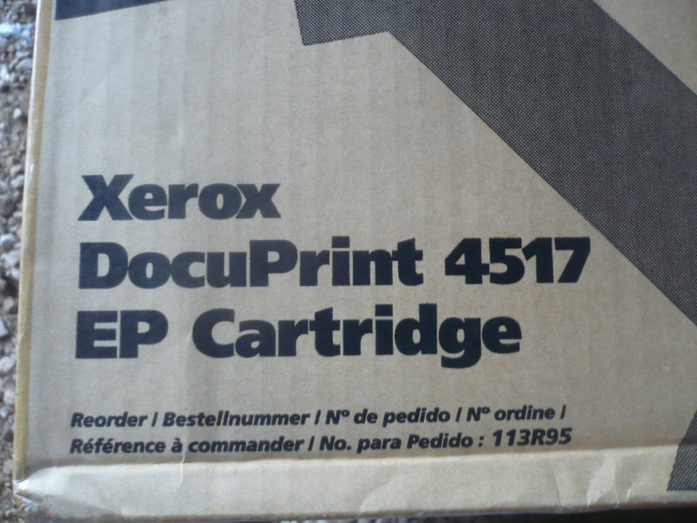 Xerox
DocuPrint 4517
EP Cartridge
Reorder / Bestellnummer / Nº de pedido / Nº ordine /
Référence à commander / No. para Pedido : 113R95